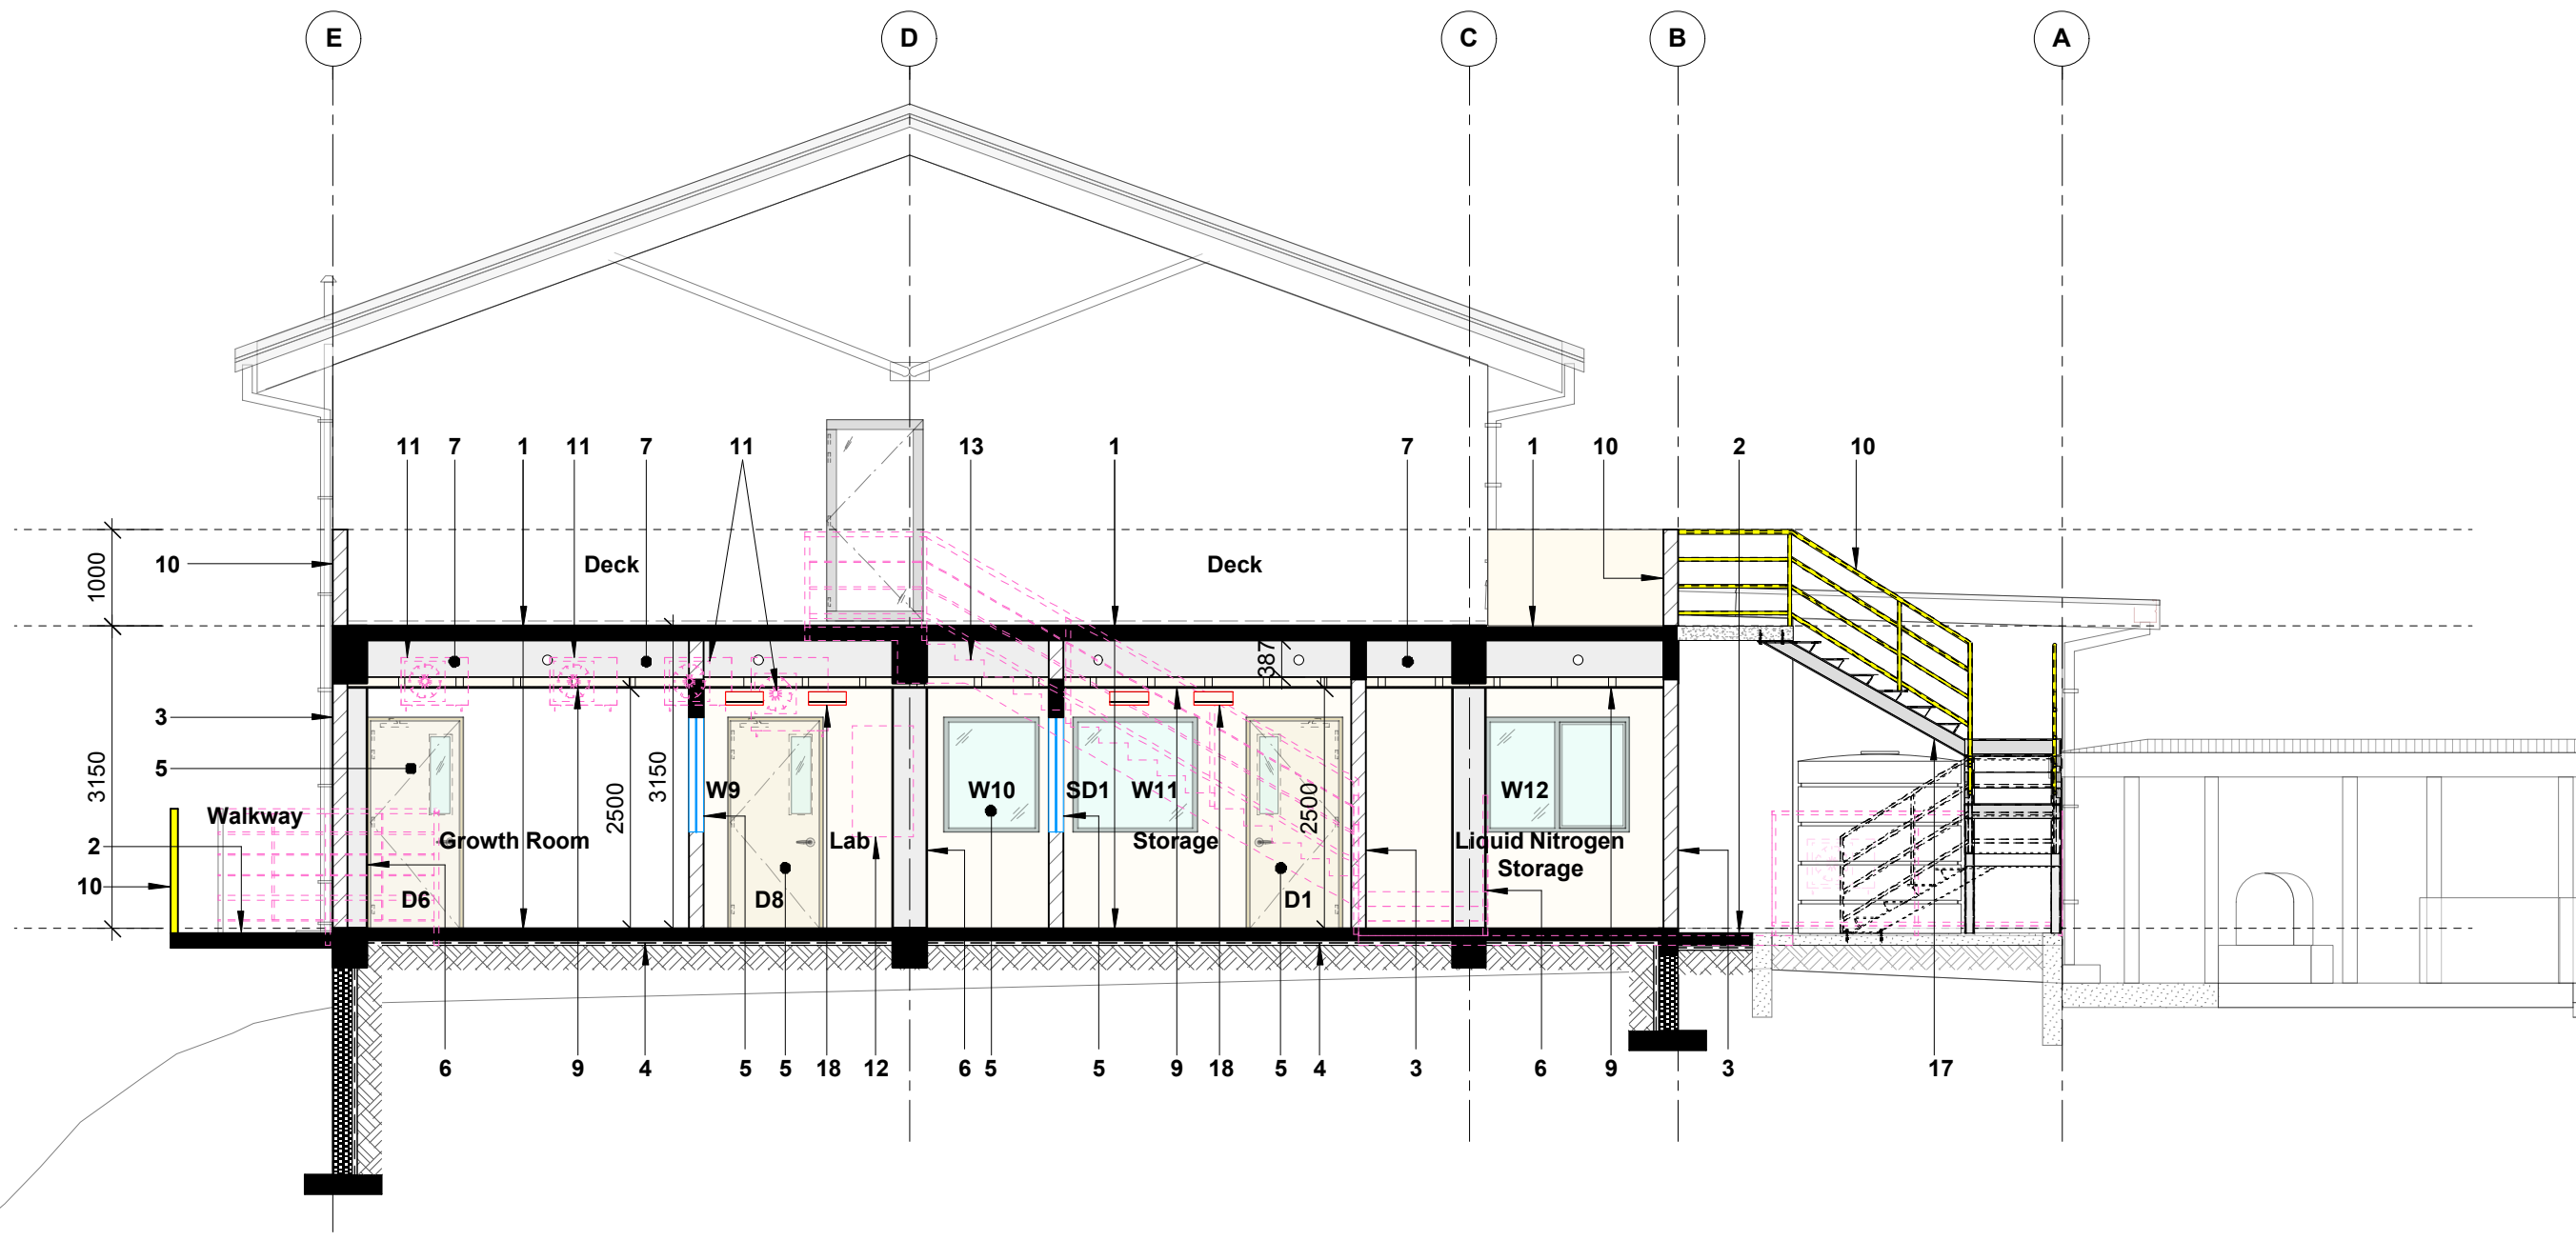 E D C B A
11 7 1 11 7 11 13 1 7 1 10 2 10
1000
10
Deck Deck
387
3
5
3150
2500
3150
2500
W9 W10 SD1 W11 W12
Walkway
2
10
Growth Room Lab Storage Liquid Nitrogen
Storage
D6 D8 D1
6 9 4 5 5 18 12 6 5 5 9 18 5 4 3 6 9 3 17